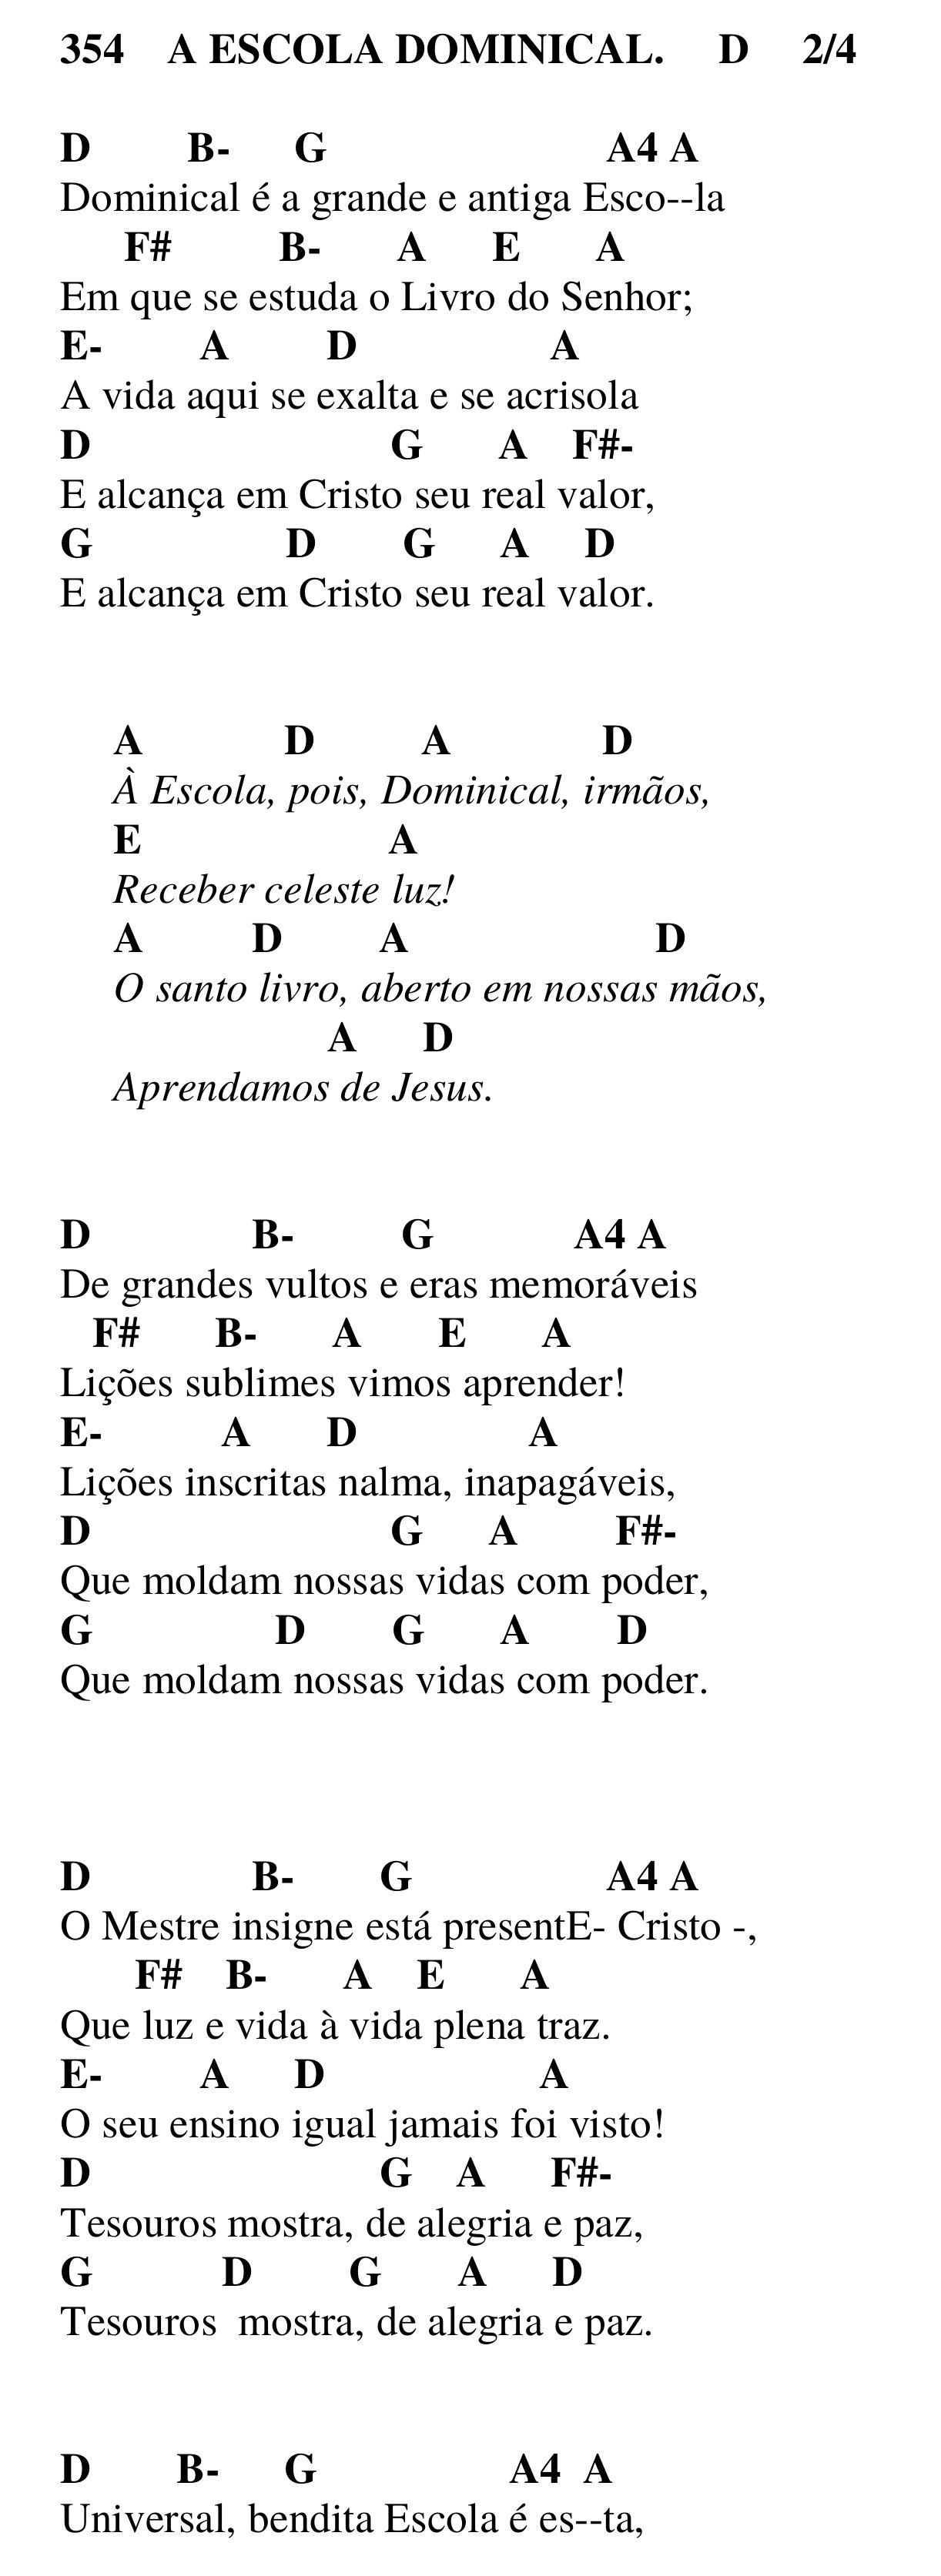 354    A ESCOLA DOMINICAL.     D     2/4
D         B-      G                          A4 A
Dominical é a grande e antiga Esco--la
      F#          B-       A      E       A
Em que se estuda o Livro do Senhor;
E-         A         D                  A
A vida aqui se exalta e se acrisola
D                            G       A    F#-
E alcança em Cristo seu real valor,
G                  D        G      A     D
E alcança em Cristo seu real valor.
A             D          A              D
À Escola, pois, Dominical, irmãos,
E                       A
Receber celeste luz!
A          D         A                       D
O santo livro, aberto em nossas mãos,
                    A      D
Aprendamos de Jesus.
D               B-          G             A4 A
De grandes vultos e eras memoráveis
   F#       B-       A       E       A
Lições sublimes vimos aprender!
E-           A       D                A
Lições inscritas nalma, inapagáveis,
D                            G      A         F#-
Que moldam nossas vidas com poder,
G                 D        G       A        D
Que moldam nossas vidas com poder.
D               B-        G                  A4 A
O Mestre insigne está presentE- Cristo -,
       F#    B-       A    E       A
Que luz e vida à vida plena traz.
E-         A      D                    A
O seu ensino igual jamais foi visto!
D                           G    A      F#-
Tesouros mostra, de alegria e paz,
G            D         G       A      D
Tesouros  mostra, de alegria e paz.
D        B-      G                  A4  A
Universal, bendita Escola é es--ta,